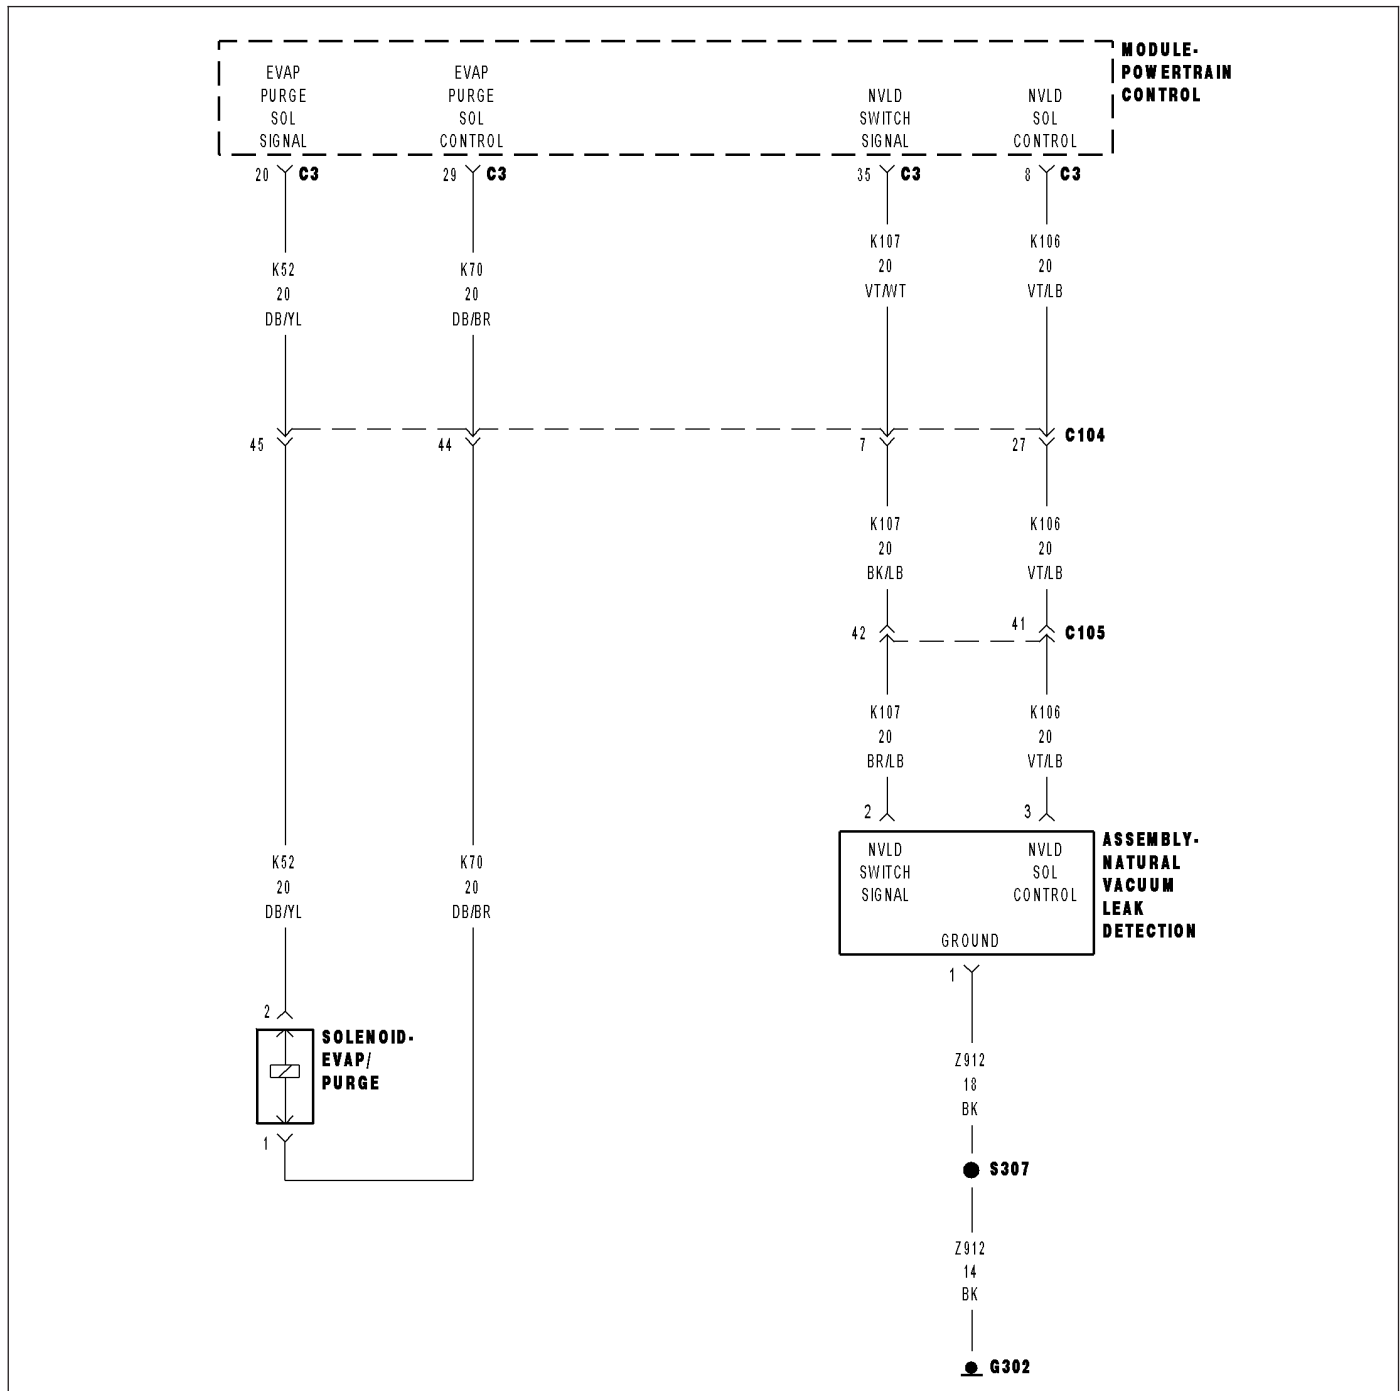 MODULE-
POWERTRAIN
CONTROL
EVAP
PURGE
SOL
SIGNAL
EVAP
PURGE
SOL
CONTROL
NVLD
SWITCH
SIGNAL
NVLD
SOL
CONTROL
20 C3
29 C3
35 C3
8 C3
K52
20
DB/YL
K70
20
DB/BR
K107
20
VT/WT
K106
20
VT/LB
45
44
7
27
C104
K107
20
BK/LB
K106
20
VT/LB
42
41
C105
K107
20
BR/LB
K106
20
VT/LB
2
3
ASSEMBLY-
NATURAL
VACUUM
LEAK
DETECTION
NVLD
SWITCH
SIGNAL
NVLD
SOL
CONTROL
GROUND
K52
20
DB/YL
K70
20
DB/BR
1
2
SOLENOID-
EVAP/
PURGE
1
Z912
18
BK
S307
Z912
14
BK
G302